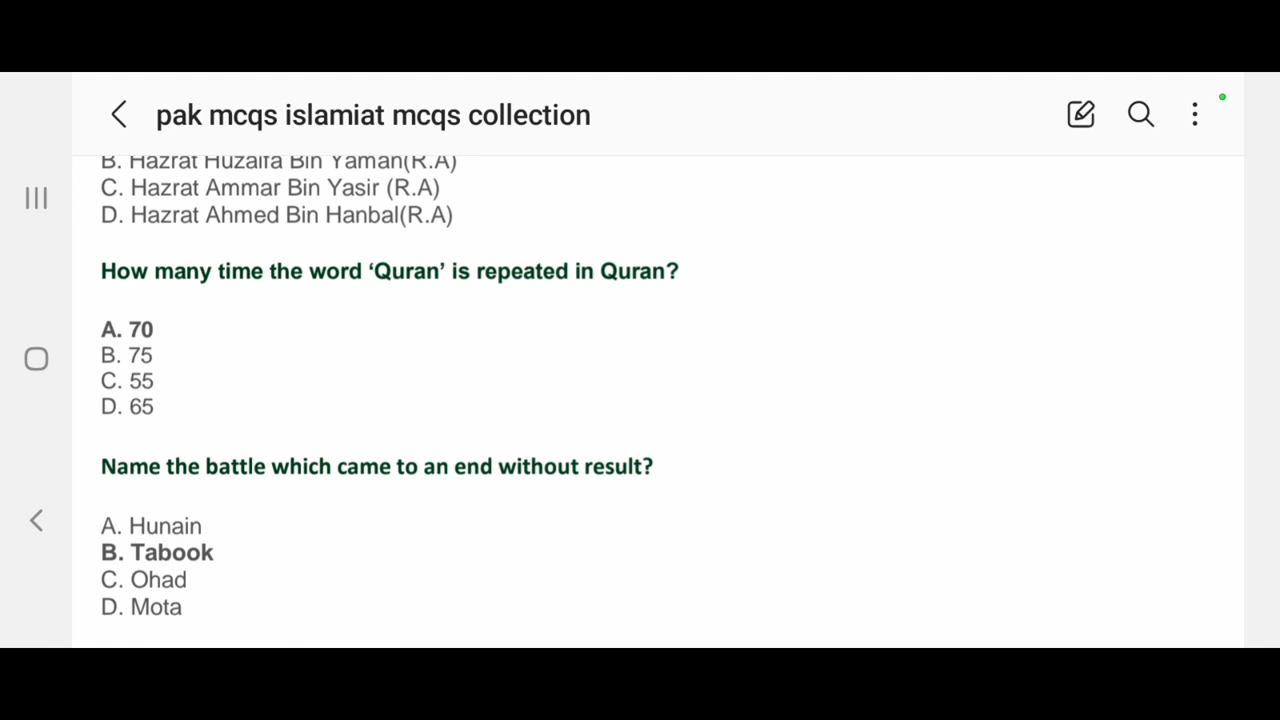 pak mcqs islamiat mcqs collection
B. Hazrat Huzaifa Bin Yaman(R.A)
C. Hazrat Ammar Bin Yasir (R.A)
D. Hazrat Ahmed Bin Hanbal(R.A)
How many time the word ‘Quran’ is repeated in Quran?
A. 70
B. 75
C. 55
D. 65
Name the battle which came to an end without result?
A. Hunain
B. Tabook
C. Ohad
D. Mota